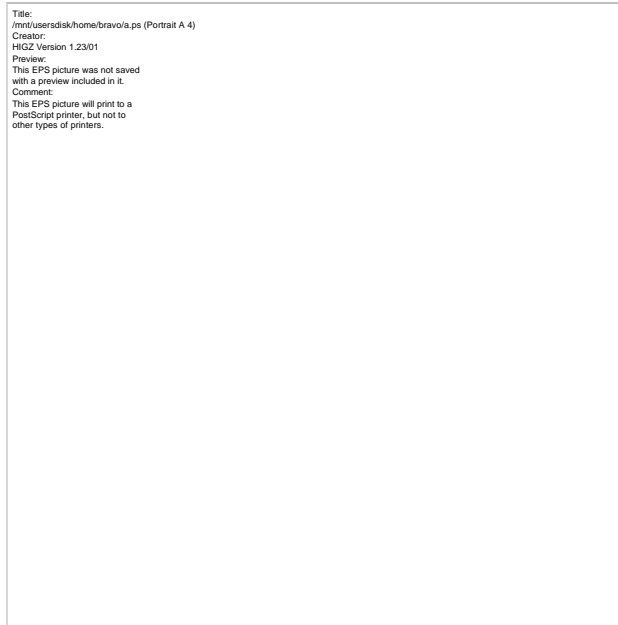 Title:
/mnt/usersdisk/home/bravo/a.ps (Portrait A 4)
Creator:
HIGZ Version 1.23/01
Preview:
This EPS picture was not saved
with a preview included in it.
Comment:
This EPS picture will print to a
PostScript printer, but not to
other types of printers.